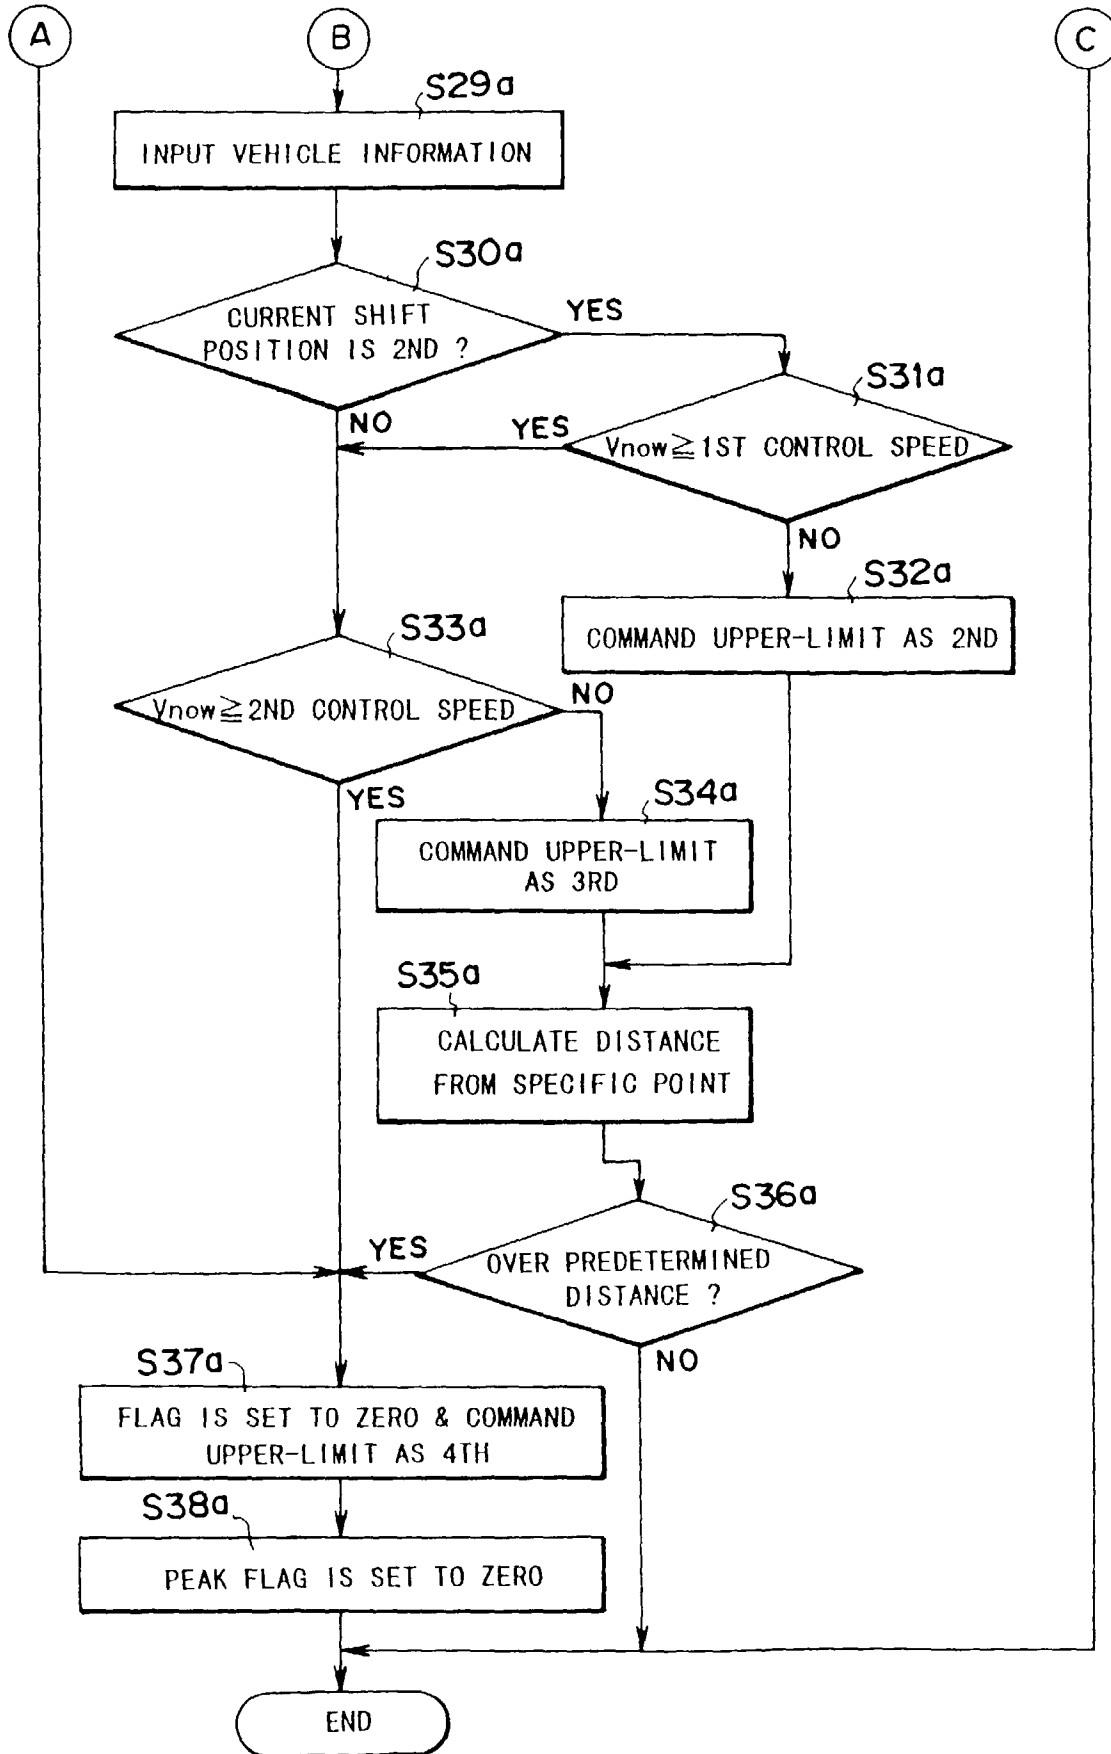 A
B
C
S29a
INPUT VEHICLE INFORMATION
S30a
CURRENT SHIFT
POSITION IS 2ND ?
YES
NO
S31a
Vnow≧1ST CONTROL SPEED
YES
NO
S32a
COMMAND UPPER-LIMIT AS 2ND
S33a
Vnow≧2ND CONTROL SPEED
NO
YES
S34a
COMMAND UPPER-LIMIT
AS 3RD
S35a
CALCULATE DISTANCE
FROM SPECIFIC POINT
S36a
OVER PREDETERMINED
DISTANCE ?
YES
NO
S37a
FLAG IS SET TO ZERO & COMMAND
UPPER-LIMIT AS 4TH
S38a
PEAK FLAG IS SET TO ZERO
END